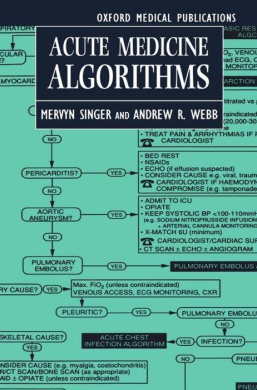 OXFORD MEDICAL PUBLICATIONS
ACUTE MEDICINE
ALGORITHMS
MERVYN SINGER AND ANDREW R. WEBB
• TREAT PAIN & ARRHYTHMIAS IF
CARDIOLOGIST
NO
PERICARDITIS?
YES
• BED REST
• NSAIDs
• ECHO (if effusion suspected)
• CONSIDER CAUSE e.g. viral, trauma
CARDIOLOGIST IF HAEMODY
COMPROMISE (e.g. tamponade
NO
AORTIC
ANEURYSM?
YES
• ADMIT TO ICU
• OPIATE
• KEEP SYSTOLIC BP <100-110mm
(e.g. SODIUM NITROPRUSSIDE INFUSION
+ ARTERIAL CANNULA MONITORING
• X-MATCH 6U (minimum)
CARDIOLOGIST/CARDIAC SUR
• CT SCAN ± ECHO ± ANGIOGRAM
NO
PULMONARY
EMBOLUS?
YES
PULMONARY EMBOLUS
RY CAUSE?
YES
Max. FiO2 (unless contraindicated)
VENOUS ACCESS, ECG MONITORING, CXR
PLEURITIC?
YES
PULMONARY EMBOLU
NO
SKELETAL CAUSE?
ACUTE CHEST
INFECTION ALGORITHM
YES
INFECTION?
YES
NO
NO
NSIDER CAUSE (e.g. myalgia, costochondritis)
R/CT SCAN/BONE SCAN (as appropriate)
AID ± OPIATE (unless contraindicated)
PNEU